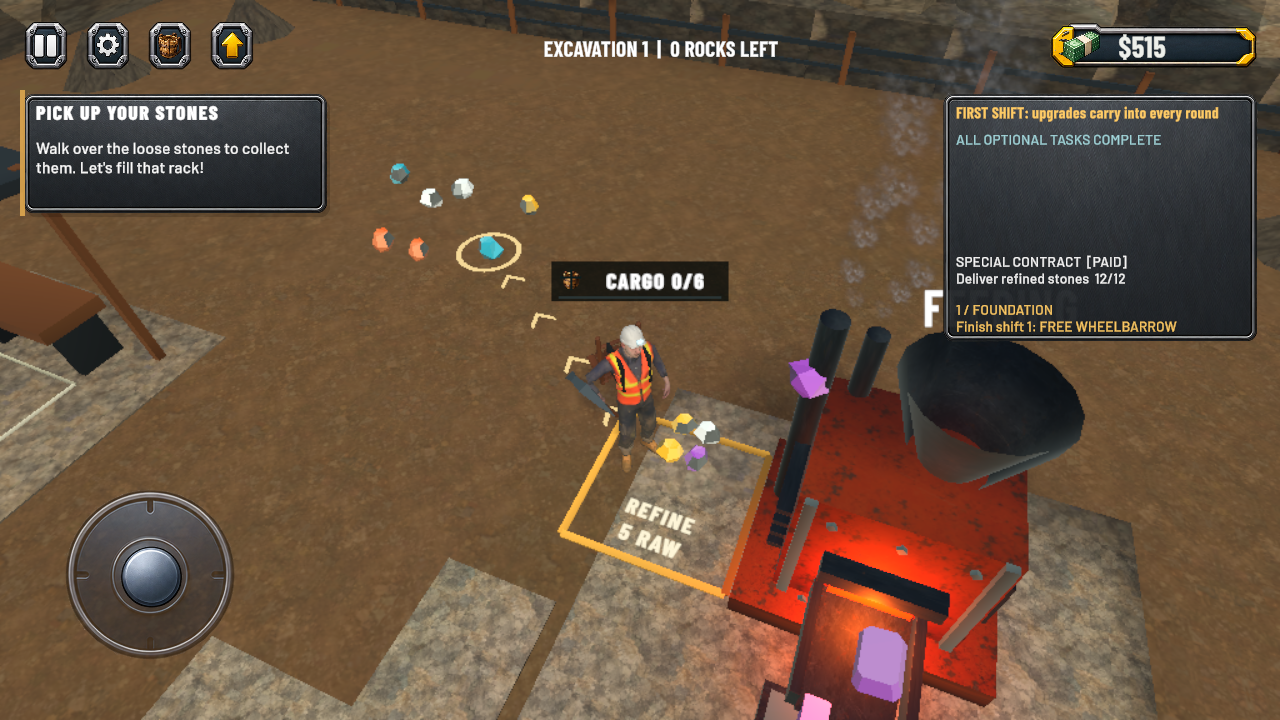 EXCAVATION 1 | 0 ROCKS LEFT
$515
PICK UP YOUR STONES
Walk over the loose stones to collect
them. Let's fill that rack!
FIRST SHIFT: upgrades carry into every round
ALL OPTIONAL TASKS COMPLETE
SPECIAL CONTRACT [PAID]
Deliver refined stones 12/12
1 / FOUNDATION
Finish shift 1: FREE WHEELBARROW
CARGO 0/6
REFINE
5 RAW